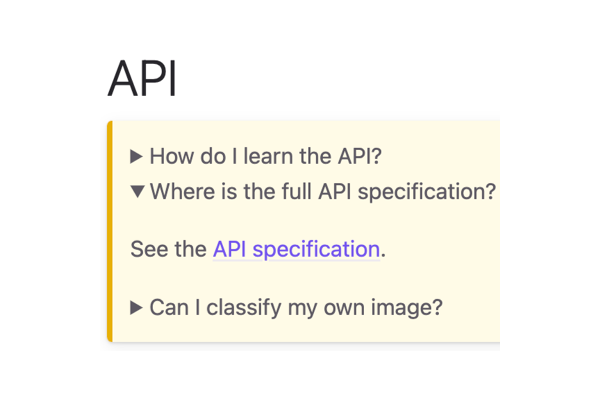 API
How do I learn the API?
Where is the full API specification?
See the API specification.
Can I classify my own image?